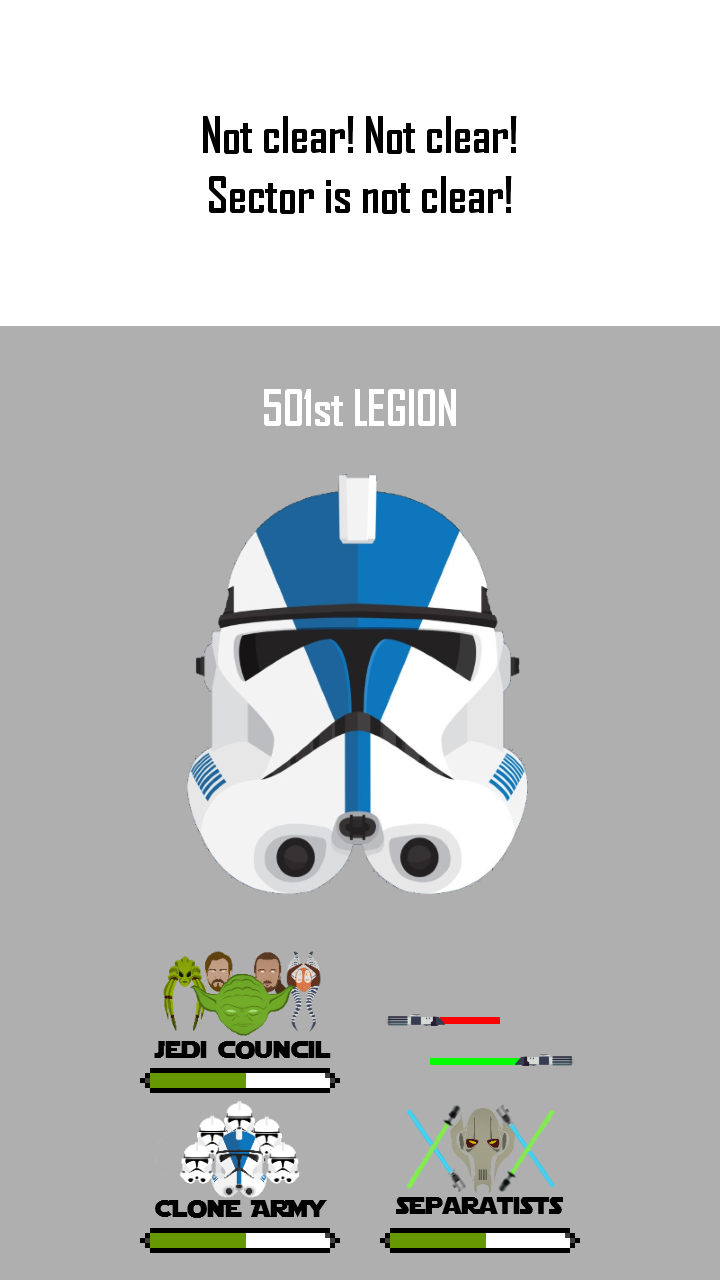 Not clear! Not clear!
Sector is not clear!
501st LEGION
JEDI COUNCIL
CLONE ARMY
SEPARATISTS